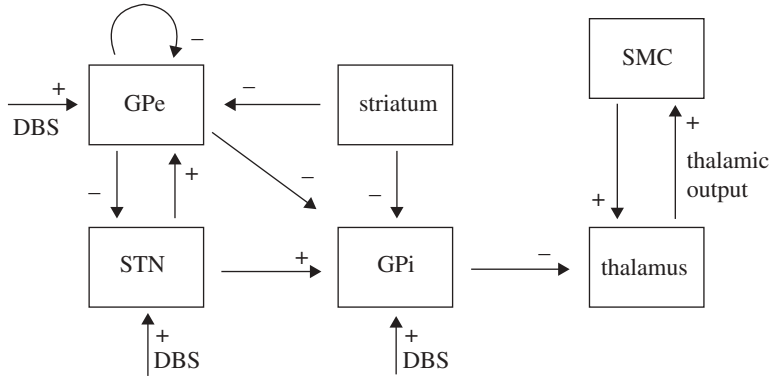 SMC
–
+
GPe
–
striatum
+
DBS
thalamic
output
–
+
–
–
+
STN
+
GPi
–
thalamus
+
DBS
+
DBS